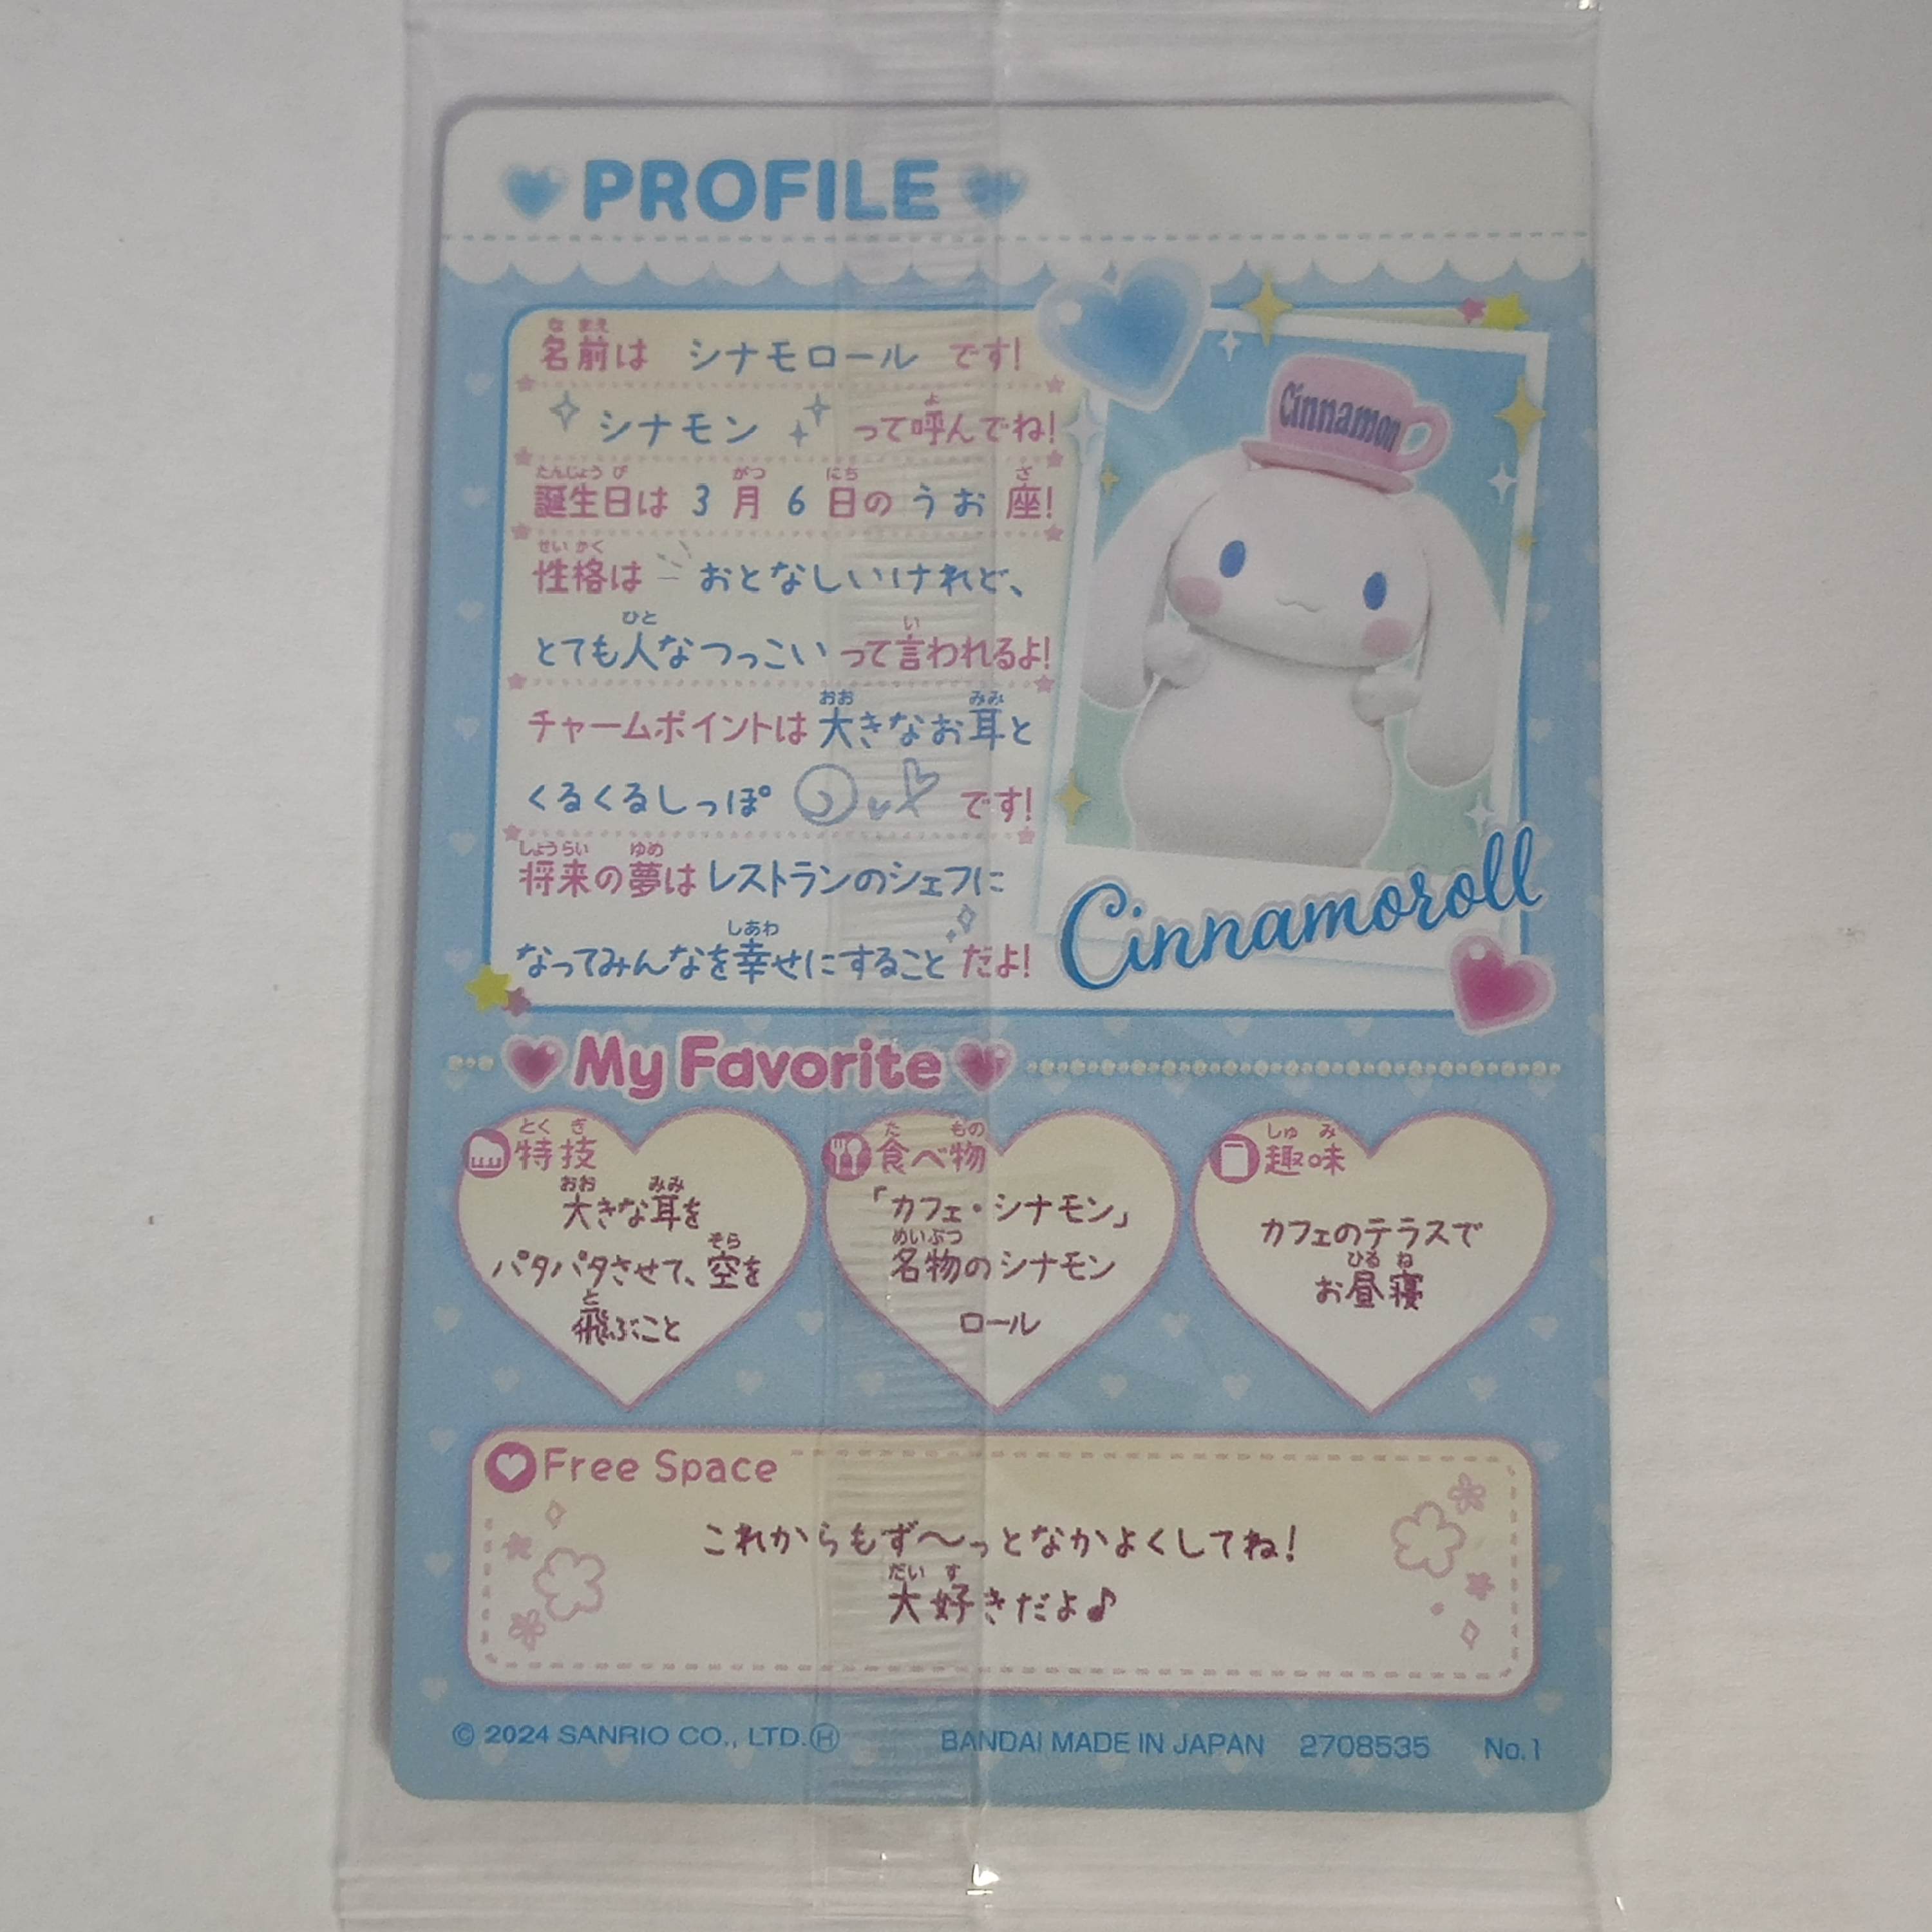 PROFILE
名前は シナモロール です!
シナモン って呼んでね!
誕生日は 3 月 6 日の うお 座!
性格は おとなしいけれど、
とても人なつっこい って言われるよ!
チャームポイントは 大きなお耳と
くるくるしっぽ です!
将来の夢は レストランのシェフに
なってみんなを幸せにすること だよ!
Cinnamon
Cinnamoroll
My Favorite
特技
大きな耳を
パタパタさせて、空を
飛ぶこと
食べ物
「カフェ・シナモン」
名物のシナモン
ロール
趣味
カフェのテラスで
お昼寝
Free Space
これからもず〜っとなかよくしてね!
大好きだよ♪
© 2024 SANRIO CO., LTD.Ⓗ BANDAI MADE IN JAPAN 2708535 No.1